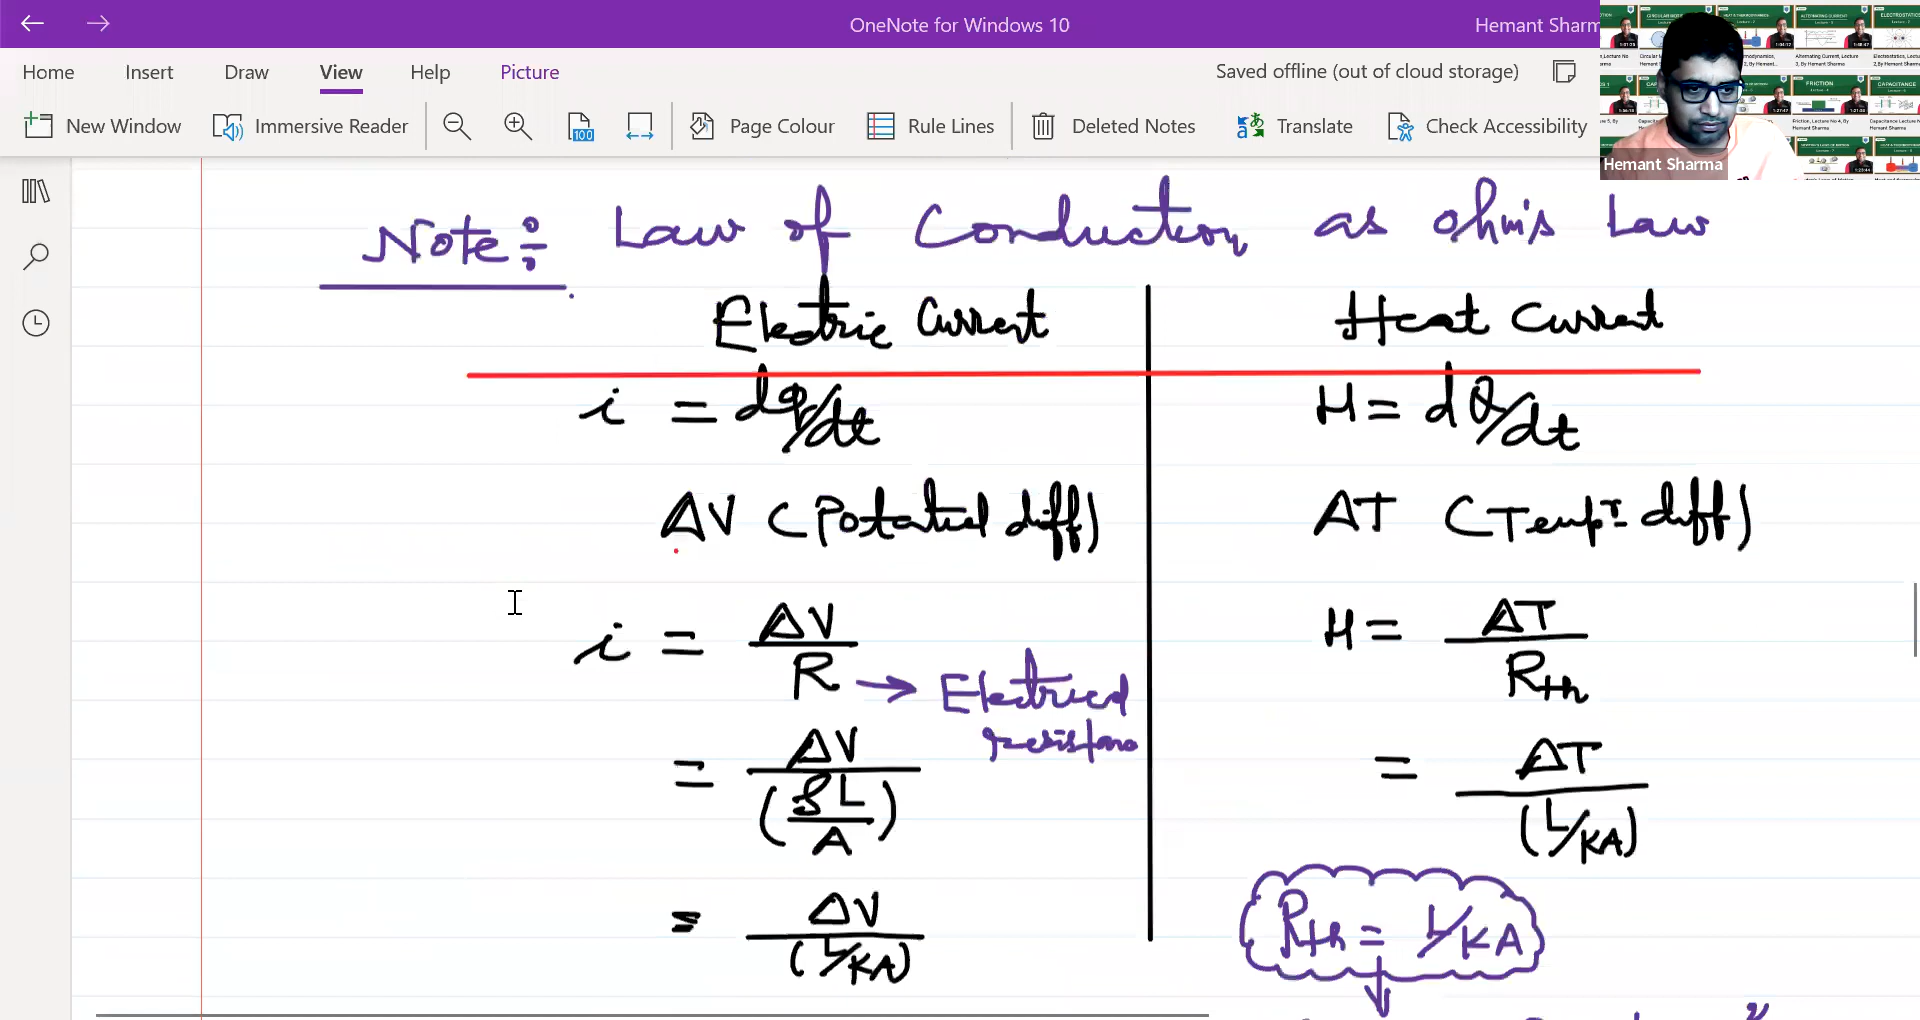 OneNote for Windows 10
Hemant Sharm
Home Insert Draw View Help Picture
Saved offline (out of cloud storage)
New Window Immersive Reader 100 Page Colour Rule Lines Deleted Notes Translate Check Accessibility
Hemant Sharma
Note:- Law of Conduction as ohm's Law
Electric Current Heat Current
i = dq/dt H = dQ/dt
ΔV (Potential diff) ΔT (Tempr. diff)
i = ΔV/R → Electrical resistanc H = ΔT/Rth
= ΔV/(ρL/A) = ΔT/(L/KA)
= ΔV/(L/KA) Rth = L/KA